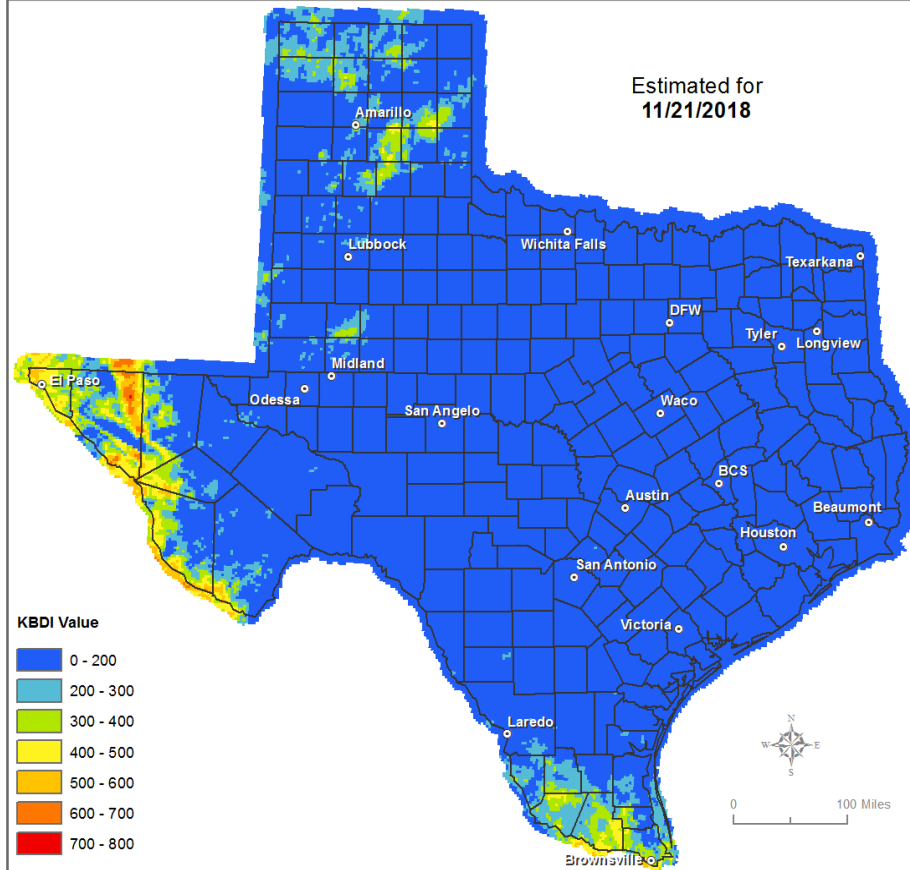 Estimated for
11/21/2018
Amarillo
Lubbock
Wichita Falls
Texarkana
DFW
Tyler
Longview
Midland
El Paso
Odessa
San Angelo
Waco
BCS
Austin
Beaumont
Houston
San Antonio
Victoria
KBDI Value
0 - 200
200 - 300
300 - 400
400 - 500
500 - 600
600 - 700
700 - 800
Laredo
Brownsville
N
W E
S
0 100 Miles